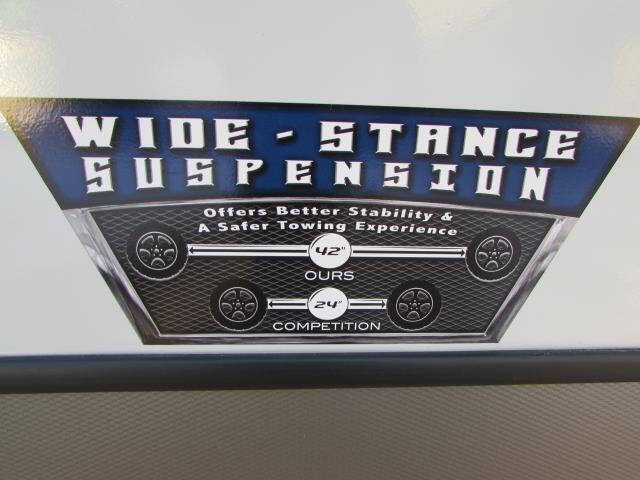 WIDE - STANCE
SUSPENSION
Offers Better Stability &
A Safer Towing Experience
42"
OURS
24"
COMPETITION